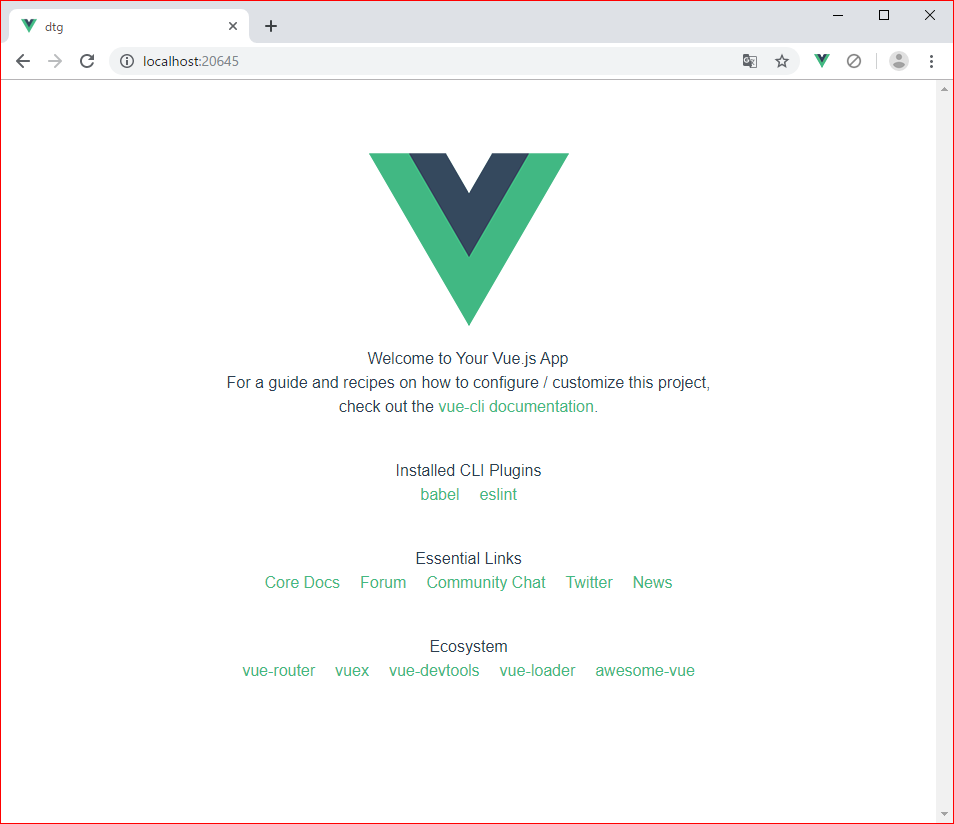 dtg
localhost:20645
Welcome to Your Vue.js App
For a guide and recipes on how to configure / customize this project,
check out the vue-cli documentation.
Installed CLI Plugins
babel eslint
Essential Links
Core Docs Forum Community Chat Twitter News
Ecosystem
vue-router vuex vue-devtools vue-loader awesome-vue